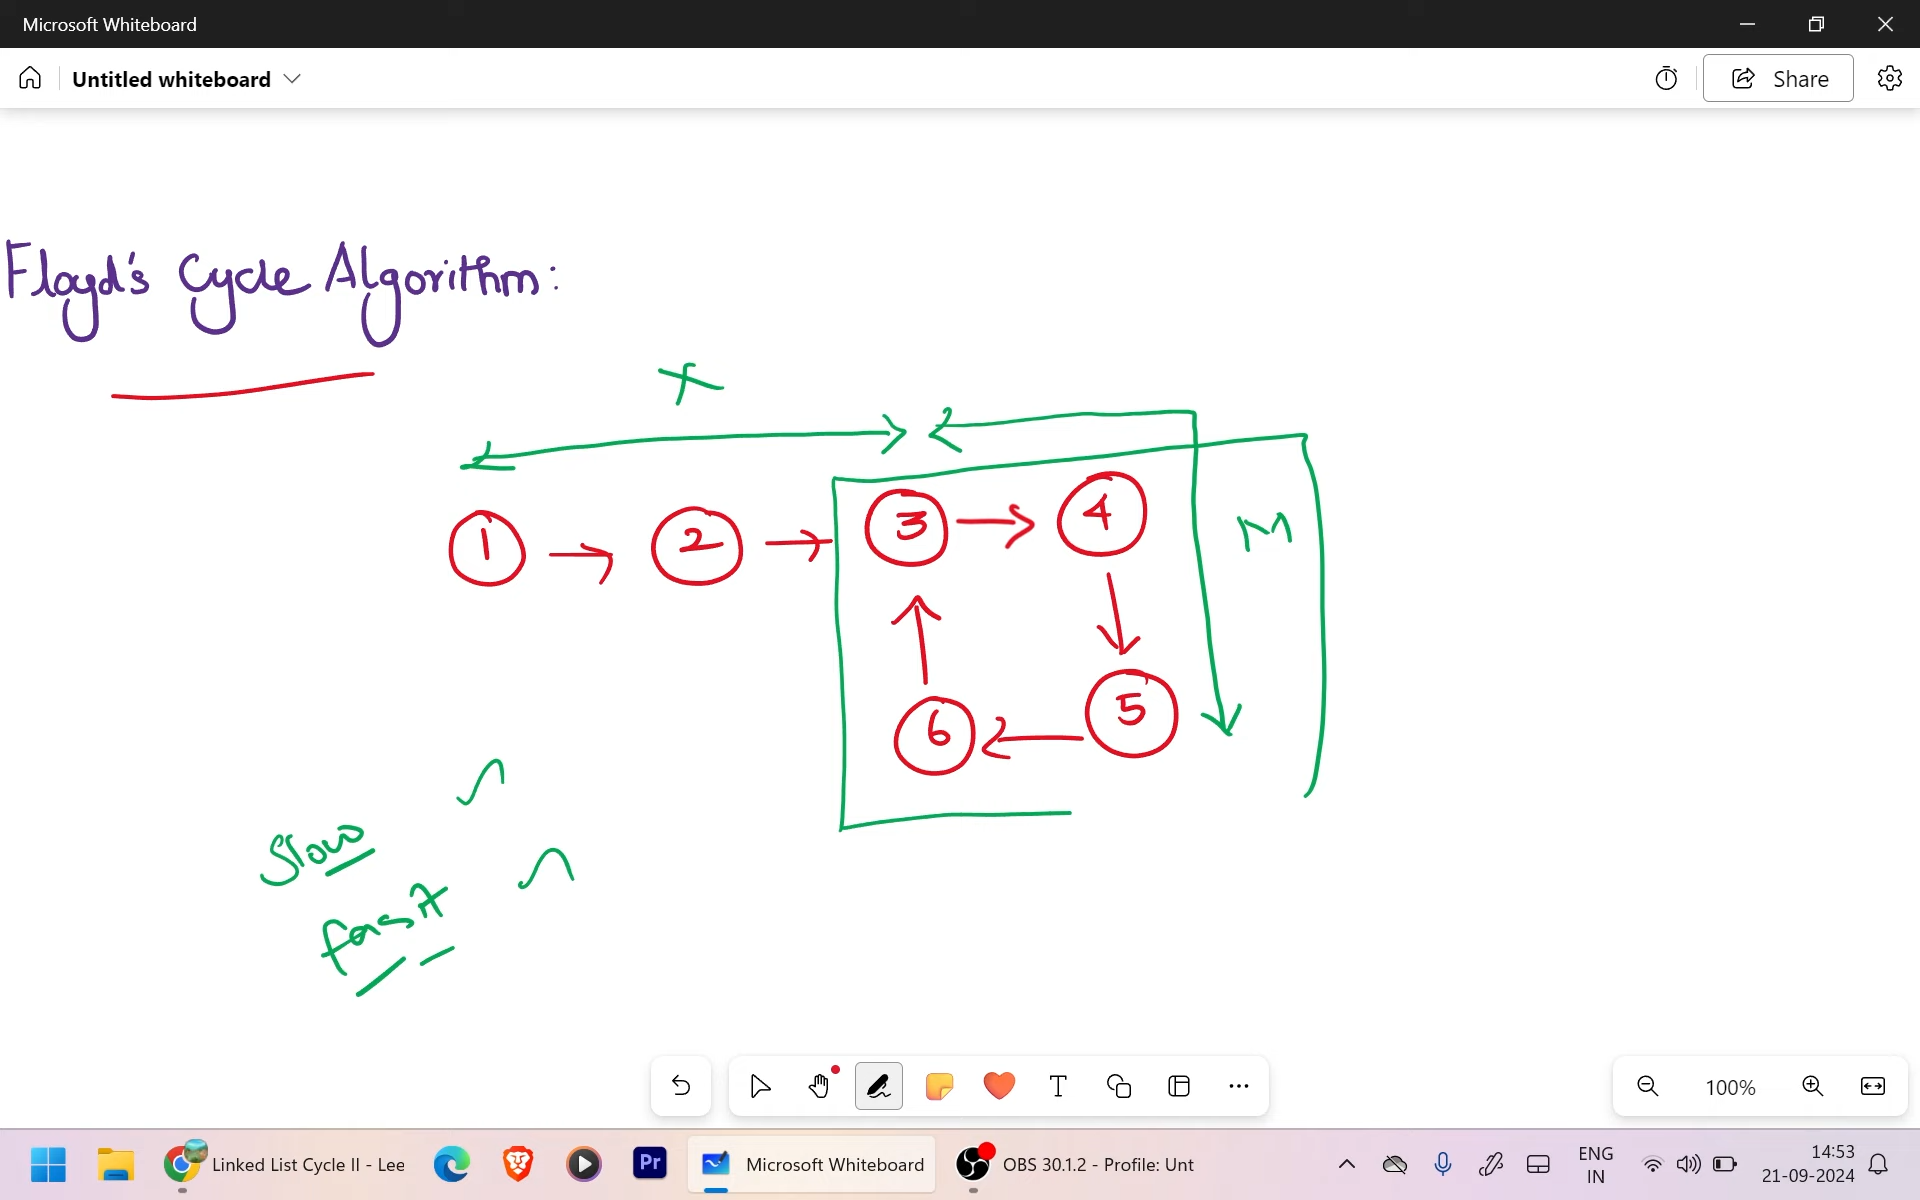 Microsoft Whiteboard
Untitled whiteboard
Share
Floyd's Cycle Algorithm:
x
1 → 2 → 3 → 4
M
6 ← 5
slow
fast
100%
Linked List Cycle II - Lee
Pr
Microsoft Whiteboard
OBS 30.1.2 - Profile: Unt
ENG
IN
14:53
21-09-2024